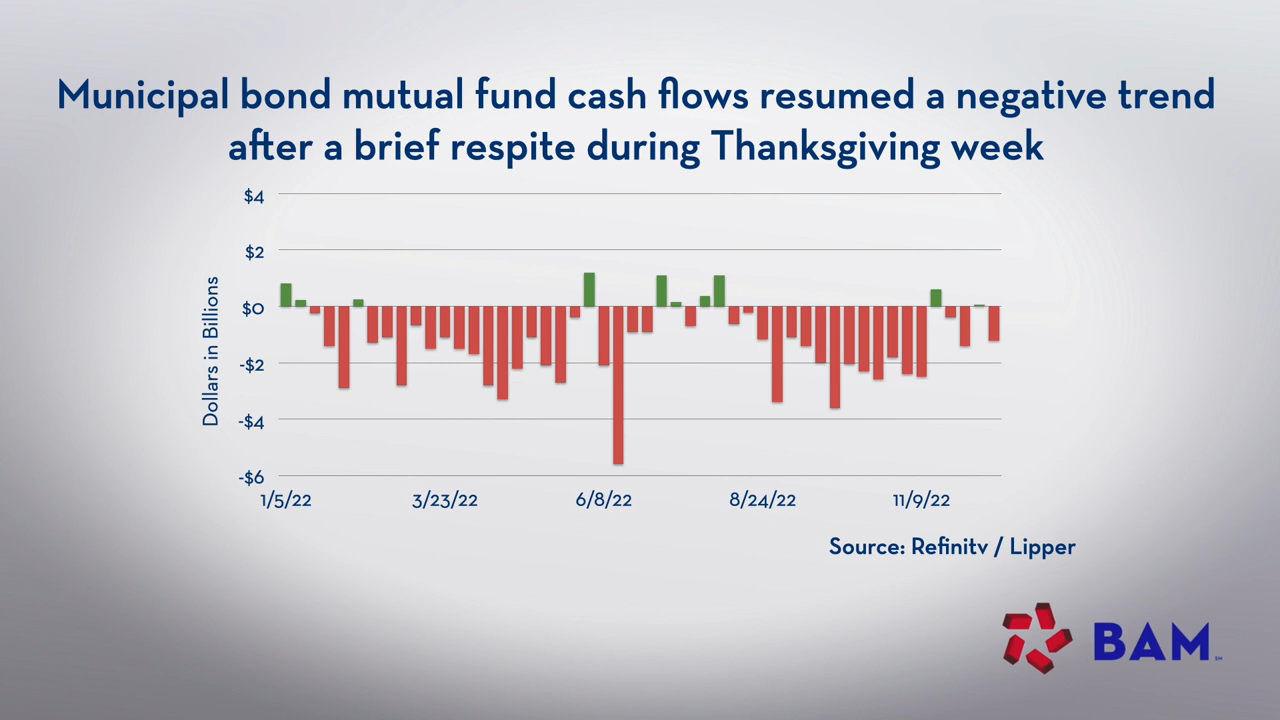 Municipal bond mutual fund cash flows resumed a negative trend
after a brief respite during Thanksgiving week
Dollars in Billions
$4
$2
$0
-$2
-$4
-$6
1/5/22 3/23/22 6/8/22 8/24/22 11/9/22
Source: Refinitv / Lipper
BAM SM